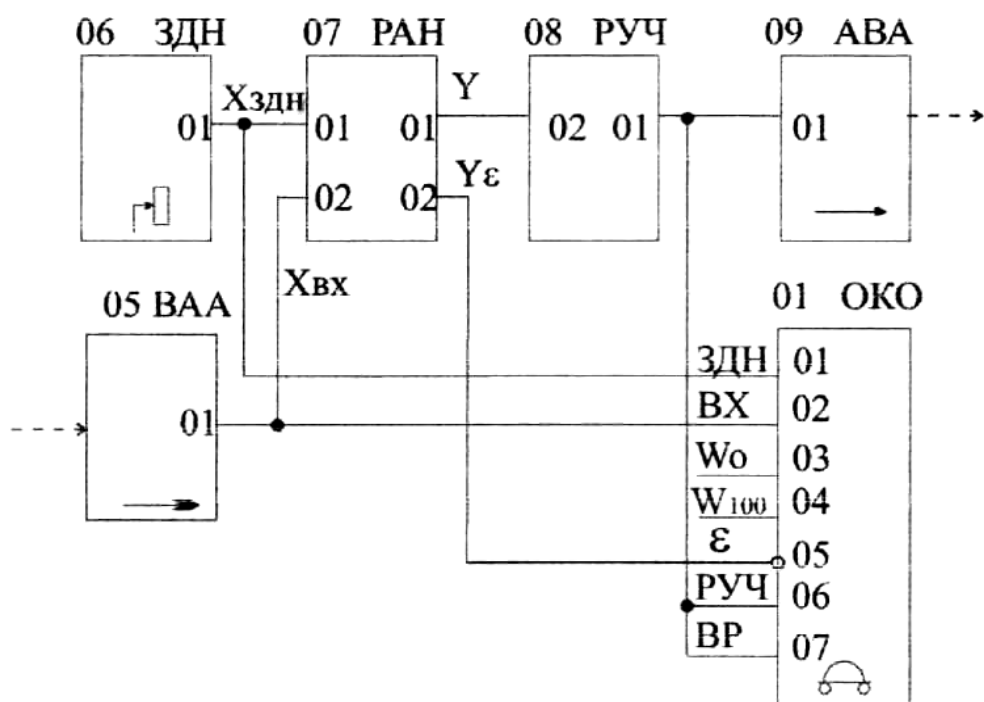 06 ЗДН 07 РАН 08 РУЧ 09 АВА
Хздн Y
01 01 01 02 01 01
Yε
02 02
Хвх
05 ВАА 01 ОКО
ЗДН 01
01 ВХ 02
Wо 03
W100 04
ε 05
РУЧ 06
ВР 07